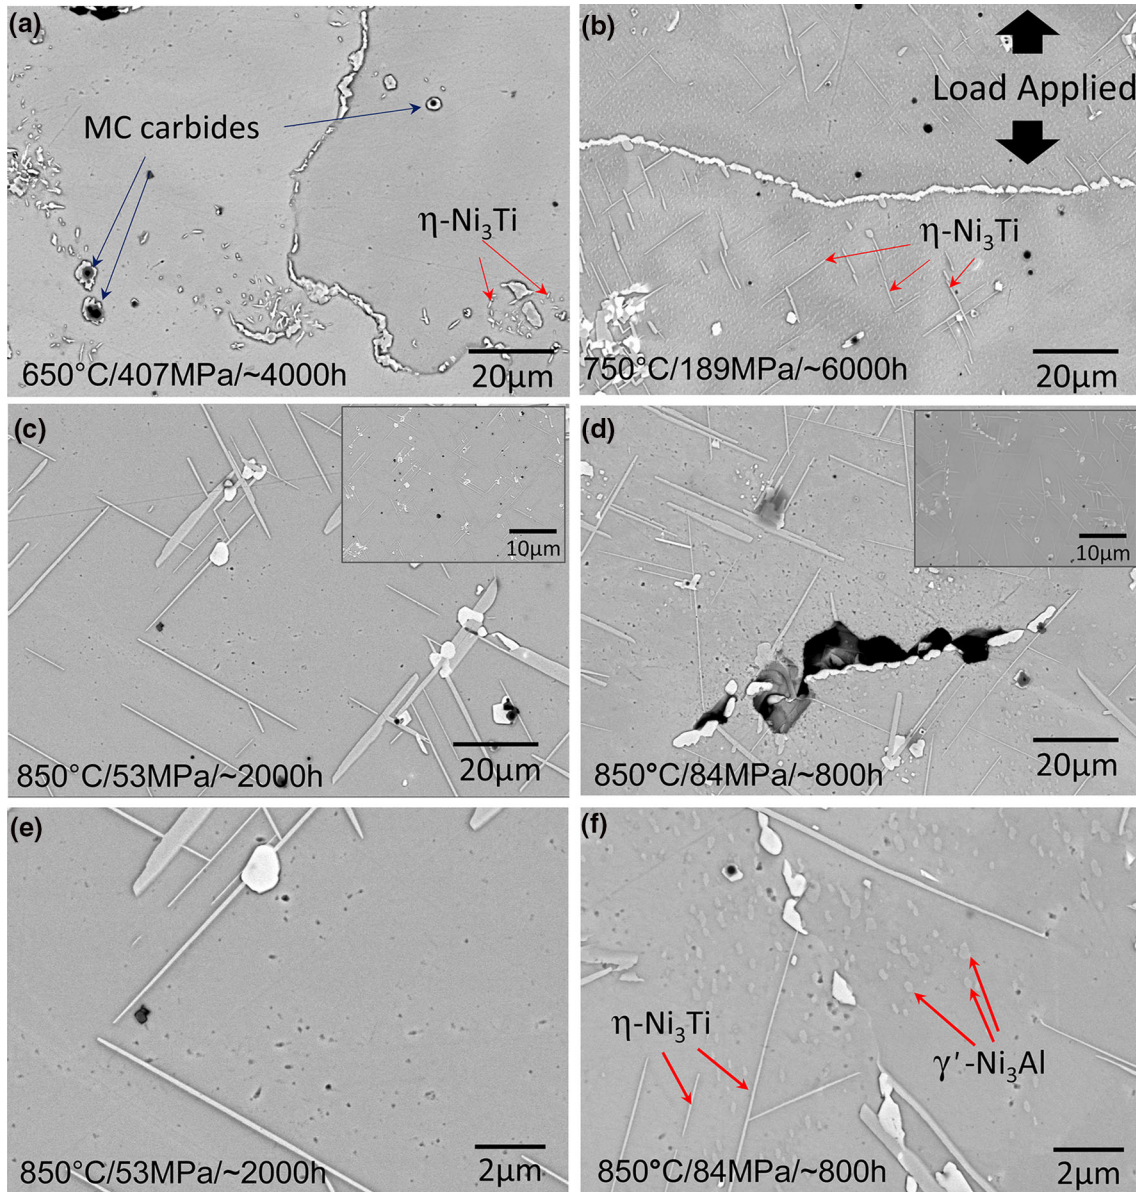 (a)
MC carbides
η-Ni₃Ti
650°C/407MPa/~4000h
20μm
(b)
Load Applied
η-Ni₃Ti
750°C/189MPa/~6000h
20μm
(c)
10μm
850°C/53MPa/~2000h
20μm
(d)
10μm
850°C/84MPa/~800h
20μm
(e)
850°C/53MPa/~2000h
2μm
(f)
η-Ni₃Ti
γ′-Ni₃Al
850°C/84MPa/~800h
2μm